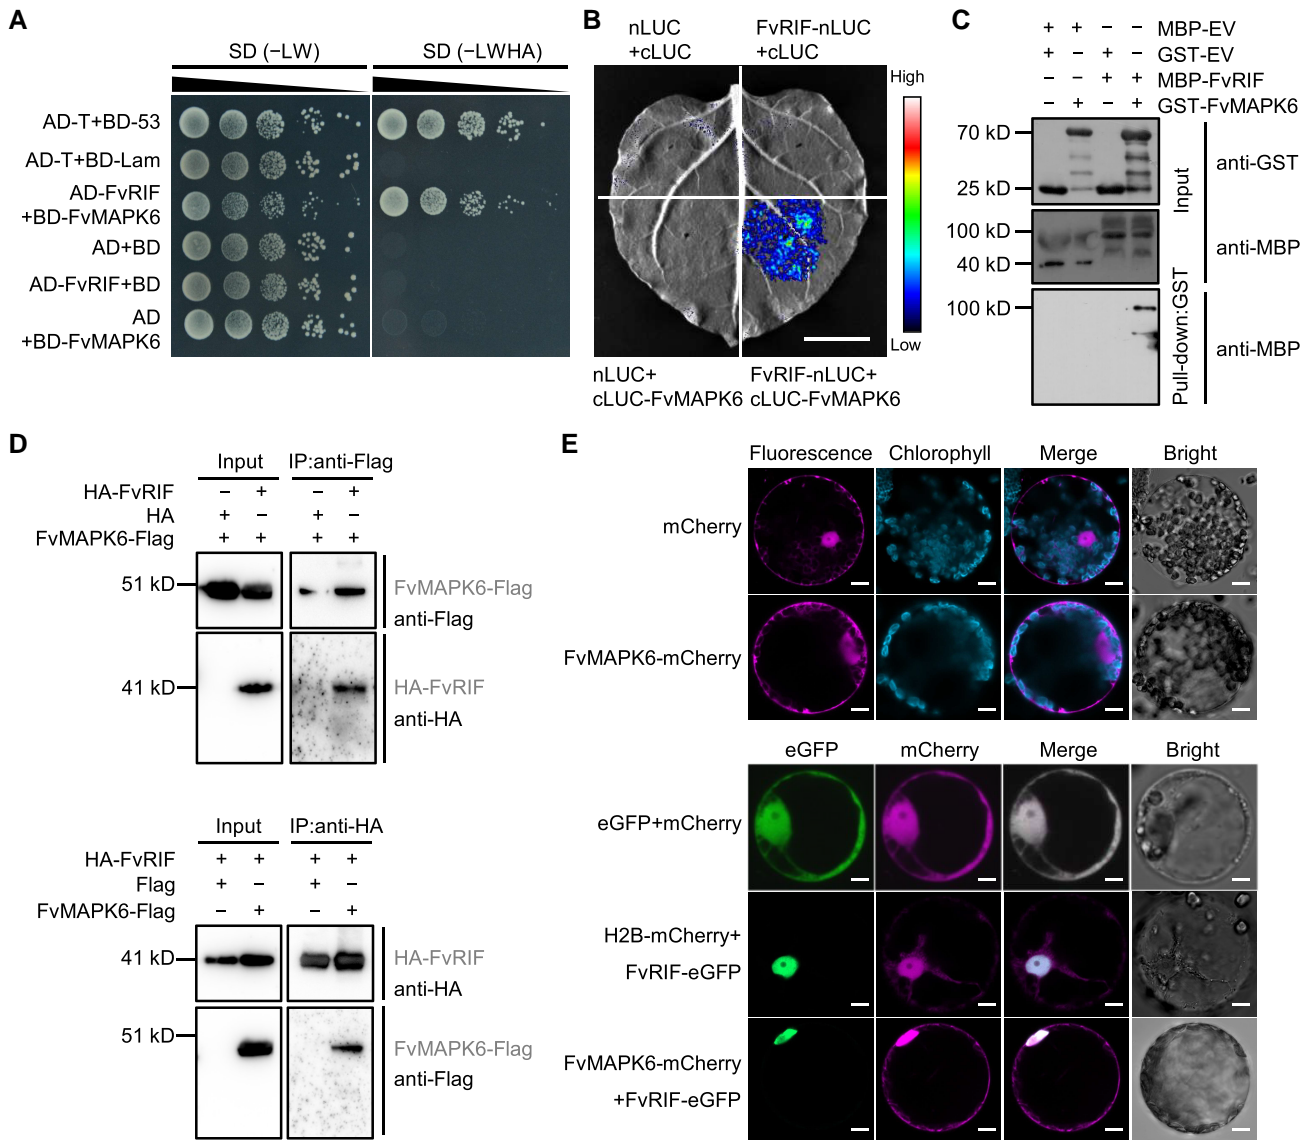 A
SD (−LW)
SD (−LWHA)
AD-T+BD-53
AD-T+BD-Lam
AD-FvRIF
+BD-FvMAPK6
AD+BD
AD-FvRIF+BD
AD
+BD-FvMAPK6
B
nLUC
+cLUC
FvRIF-nLUC
+cLUC
High
Low
nLUC+
cLUC-FvMAPK6
FvRIF-nLUC+
cLUC-FvMAPK6
C
+ + − − MBP-EV
+ − + − GST-EV
− − + + MBP-FvRIF
− + − + GST-FvMAPK6
70 kD
25 kD
anti-GST
Input
100 kD
40 kD
anti-MBP
100 kD
Pull-down:GST
anti-MBP
D
Input
IP:anti-Flag
HA-FvRIF − + − +
HA + − + −
FvMAPK6-Flag + + + +
51 kD
FvMAPK6-Flag
anti-Flag
41 kD
HA-FvRIF
anti-HA
Input
IP:anti-HA
HA-FvRIF + + + +
Flag + − + −
FvMAPK6-Flag − + − +
41 kD
HA-FvRIF
anti-HA
51 kD
FvMAPK6-Flag
anti-Flag
E
Fluorescence
Chlorophyll
Merge
Bright
mCherry
FvMAPK6-mCherry
eGFP
mCherry
Merge
Bright
eGFP+mCherry
H2B-mCherry+
FvRIF-eGFP
FvMAPK6-mCherry
+FvRIF-eGFP